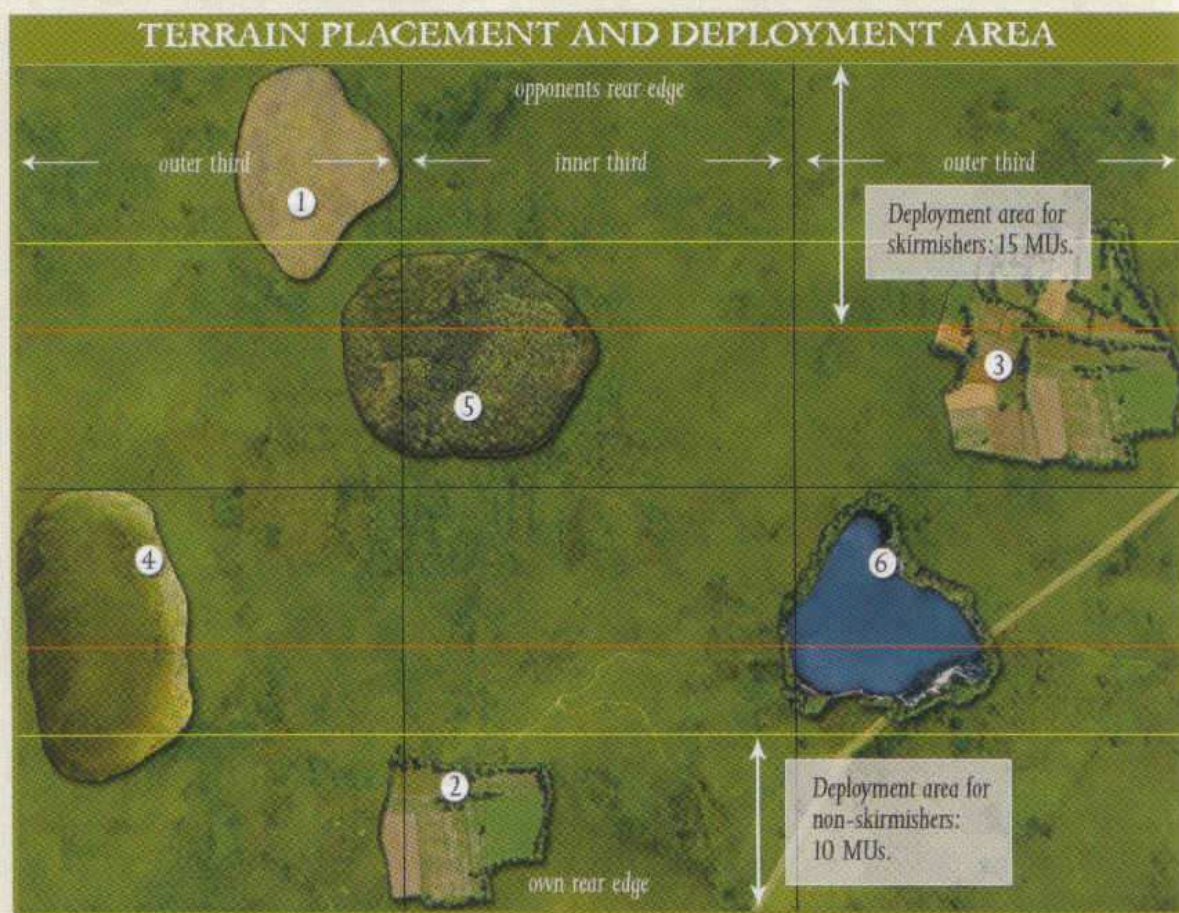 TERRAIN PLACEMENT AND DEPLOYMENT AREA
opponents rear edge
outer third
inner third
outer third
1
Deployment area for
skirmishers: 15 MUs.
3
5
4
6
2
Deployment area for
non-skirmishers:
10 MUs.
own rear edge